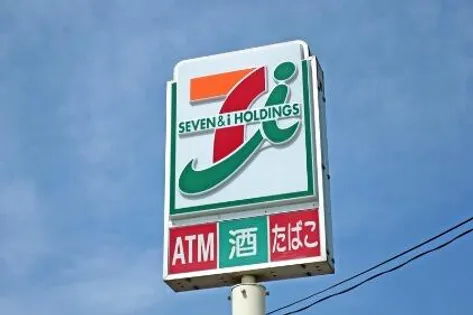 SEVEN & i HOLDINGS
ATM 酒 たばこ